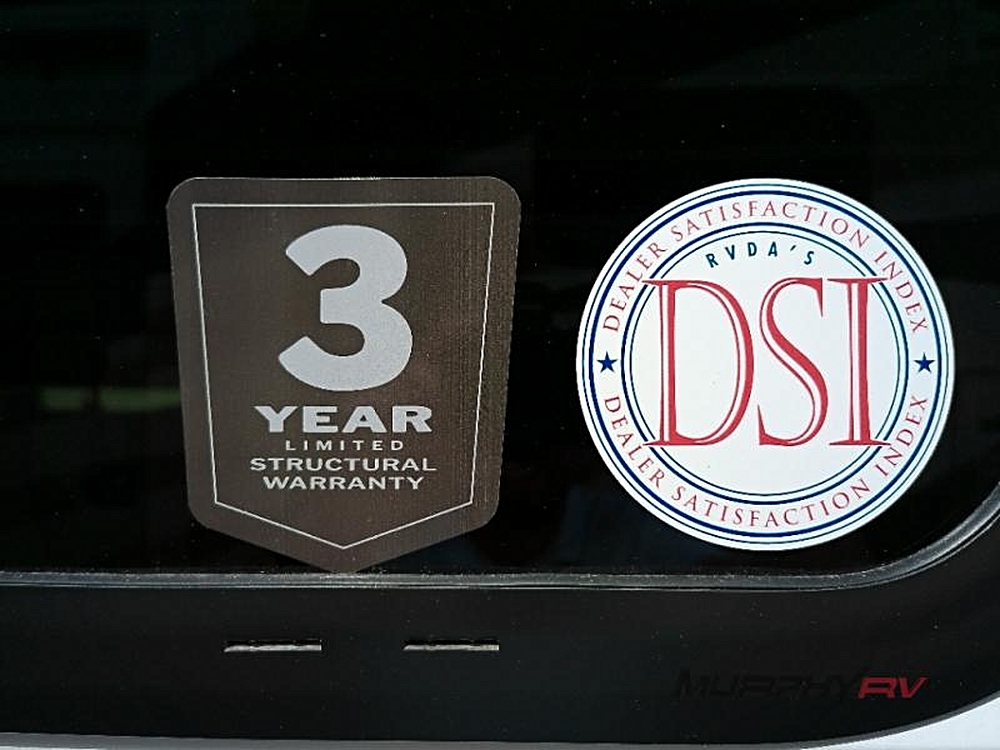 3
YEAR
LIMITED
STRUCTURAL
WARRANTY
DEALER SATISFACTION INDEX
RVDA'S
DSI
DEALER SATISFACTION INDEX
MURPHY RV